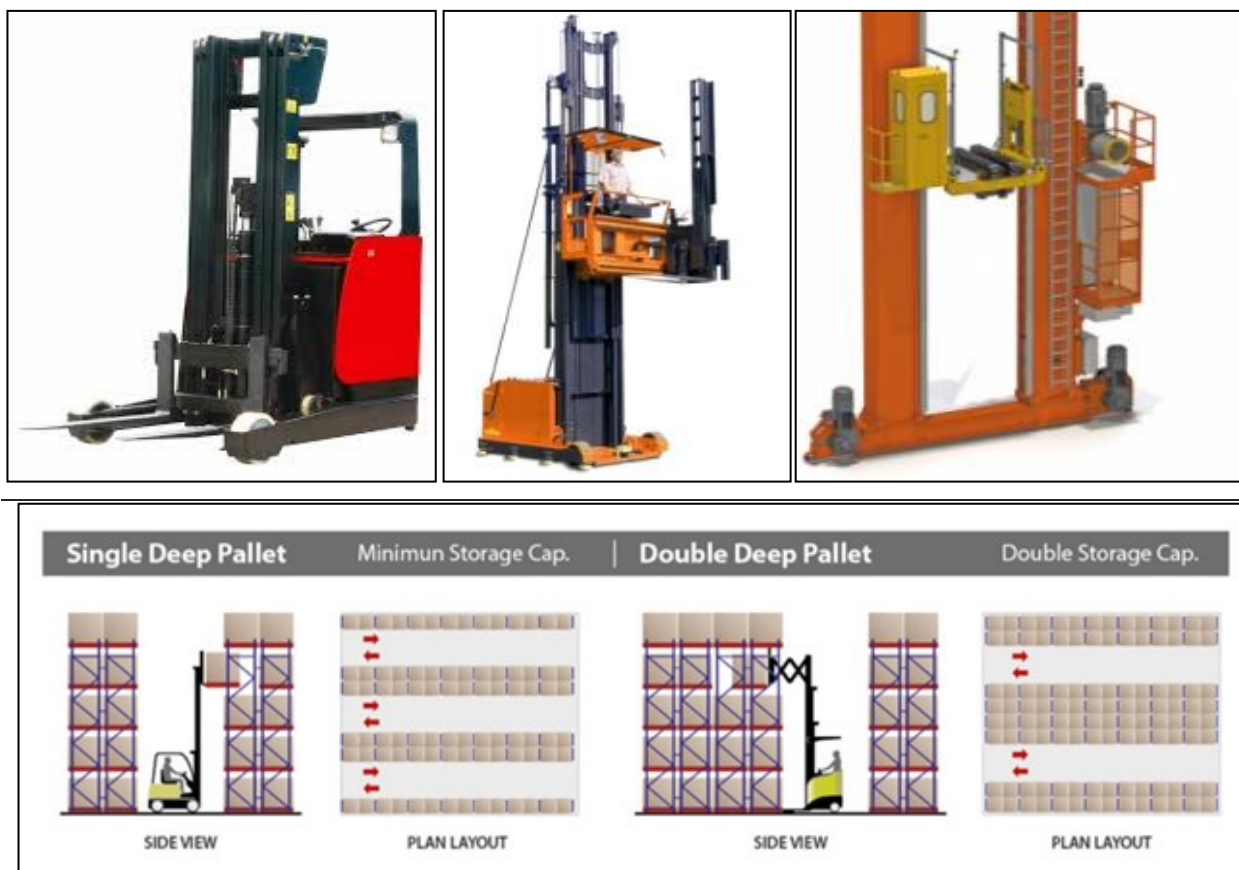 Single Deep Pallet Minimun Storage Cap. | Double Deep Pallet Double Storage Cap.
SIDE VIEW PLAN LAYOUT SIDE VIEW PLAN LAYOUT